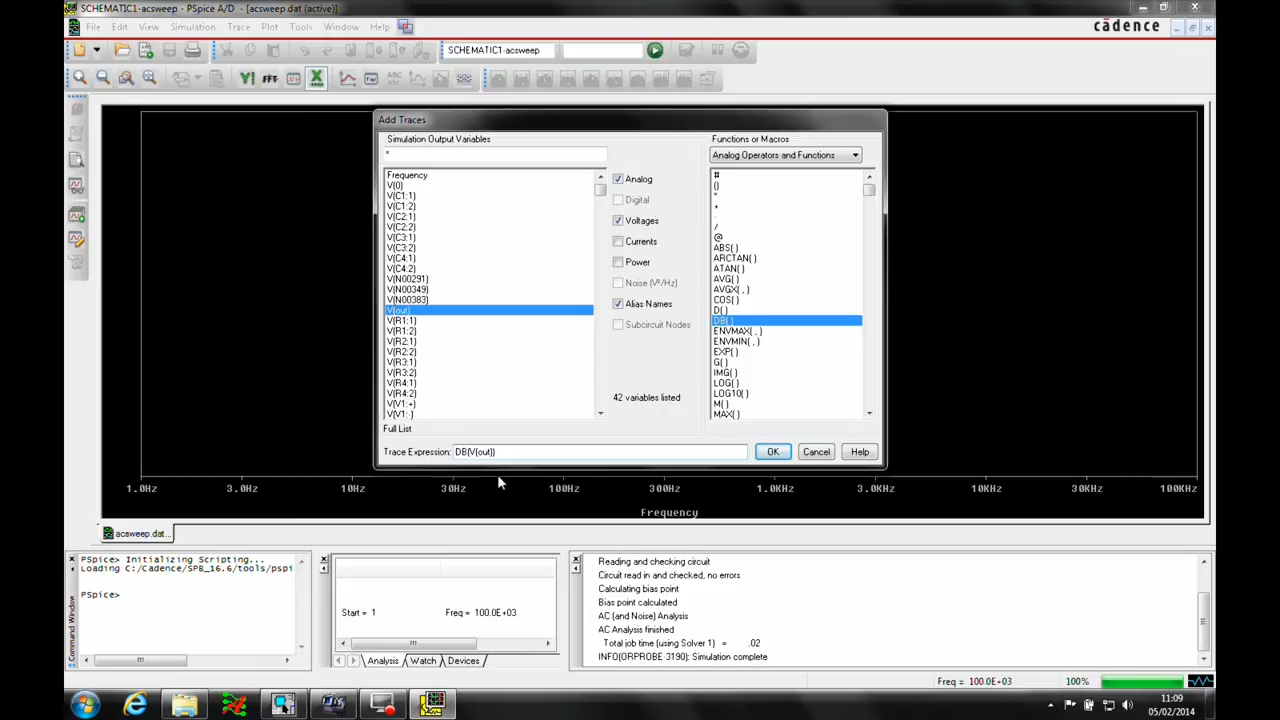 SCHEMATIC1-acsweep - PSpice A/D - [acsweep.dat (active)]
File Edit View Simulation Trace Plot Tools Window Help
cādence
SCHEMATIC1-acsweep
FFT
Add Traces
Simulation Output Variables
*
Frequency
V(0)
V(C1:1)
V(C1:2)
V(C2:1)
V(C2:2)
V(C3:1)
V(C3:2)
V(C4:1)
V(C4:2)
V(N00291)
V(N00349)
V(N00383)
V(out)
V(R1:1)
V(R1:2)
V(R2:1)
V(R2:2)
V(R3:1)
V(R3:2)
V(R4:1)
V(R4:2)
V(V1:+)
V(V1:-)
Full List
Analog
Digital
Voltages
Currents
Power
Noise (V²/Hz)
Alias Names
Subcircuit Nodes
42 variables listed
Functions or Macros
Analog Operators and Functions
#
()
*
+
-
/
@
ABS( )
ARCTAN( )
ATAN( )
AVG( )
AVGX( , )
COS( )
D( )
DB( )
ENVMAX( , )
ENVMIN( , )
EXP( )
G( )
IMG( )
LOG( )
LOG10( )
M( )
MAX( )
Trace Expression: DB(V(out))
OK Cancel Help
1.0Hz 3.0Hz 10Hz 30Hz 100Hz 300Hz 1.0KHz 3.0KHz 10KHz 30KHz 100KHz
Frequency
acsweep.dat...
Command Window
PSpice> Initializing Scripting...
Loading C:/Cadence/SPB_16.6/tools/pspi
PSpice>
Start = 1 Freq = 100.0E+03
Analysis Watch Devices
Reading and checking circuit
Circuit read in and checked, no errors
Calculating bias point
Bias point calculated
AC (and Noise) Analysis
AC Analysis finished
Total job time (using Solver 1) = .02
INFO(ORPROBE-3190): Simulation complete
Freq = 100.0E+03 100%
11:09
05/02/2014